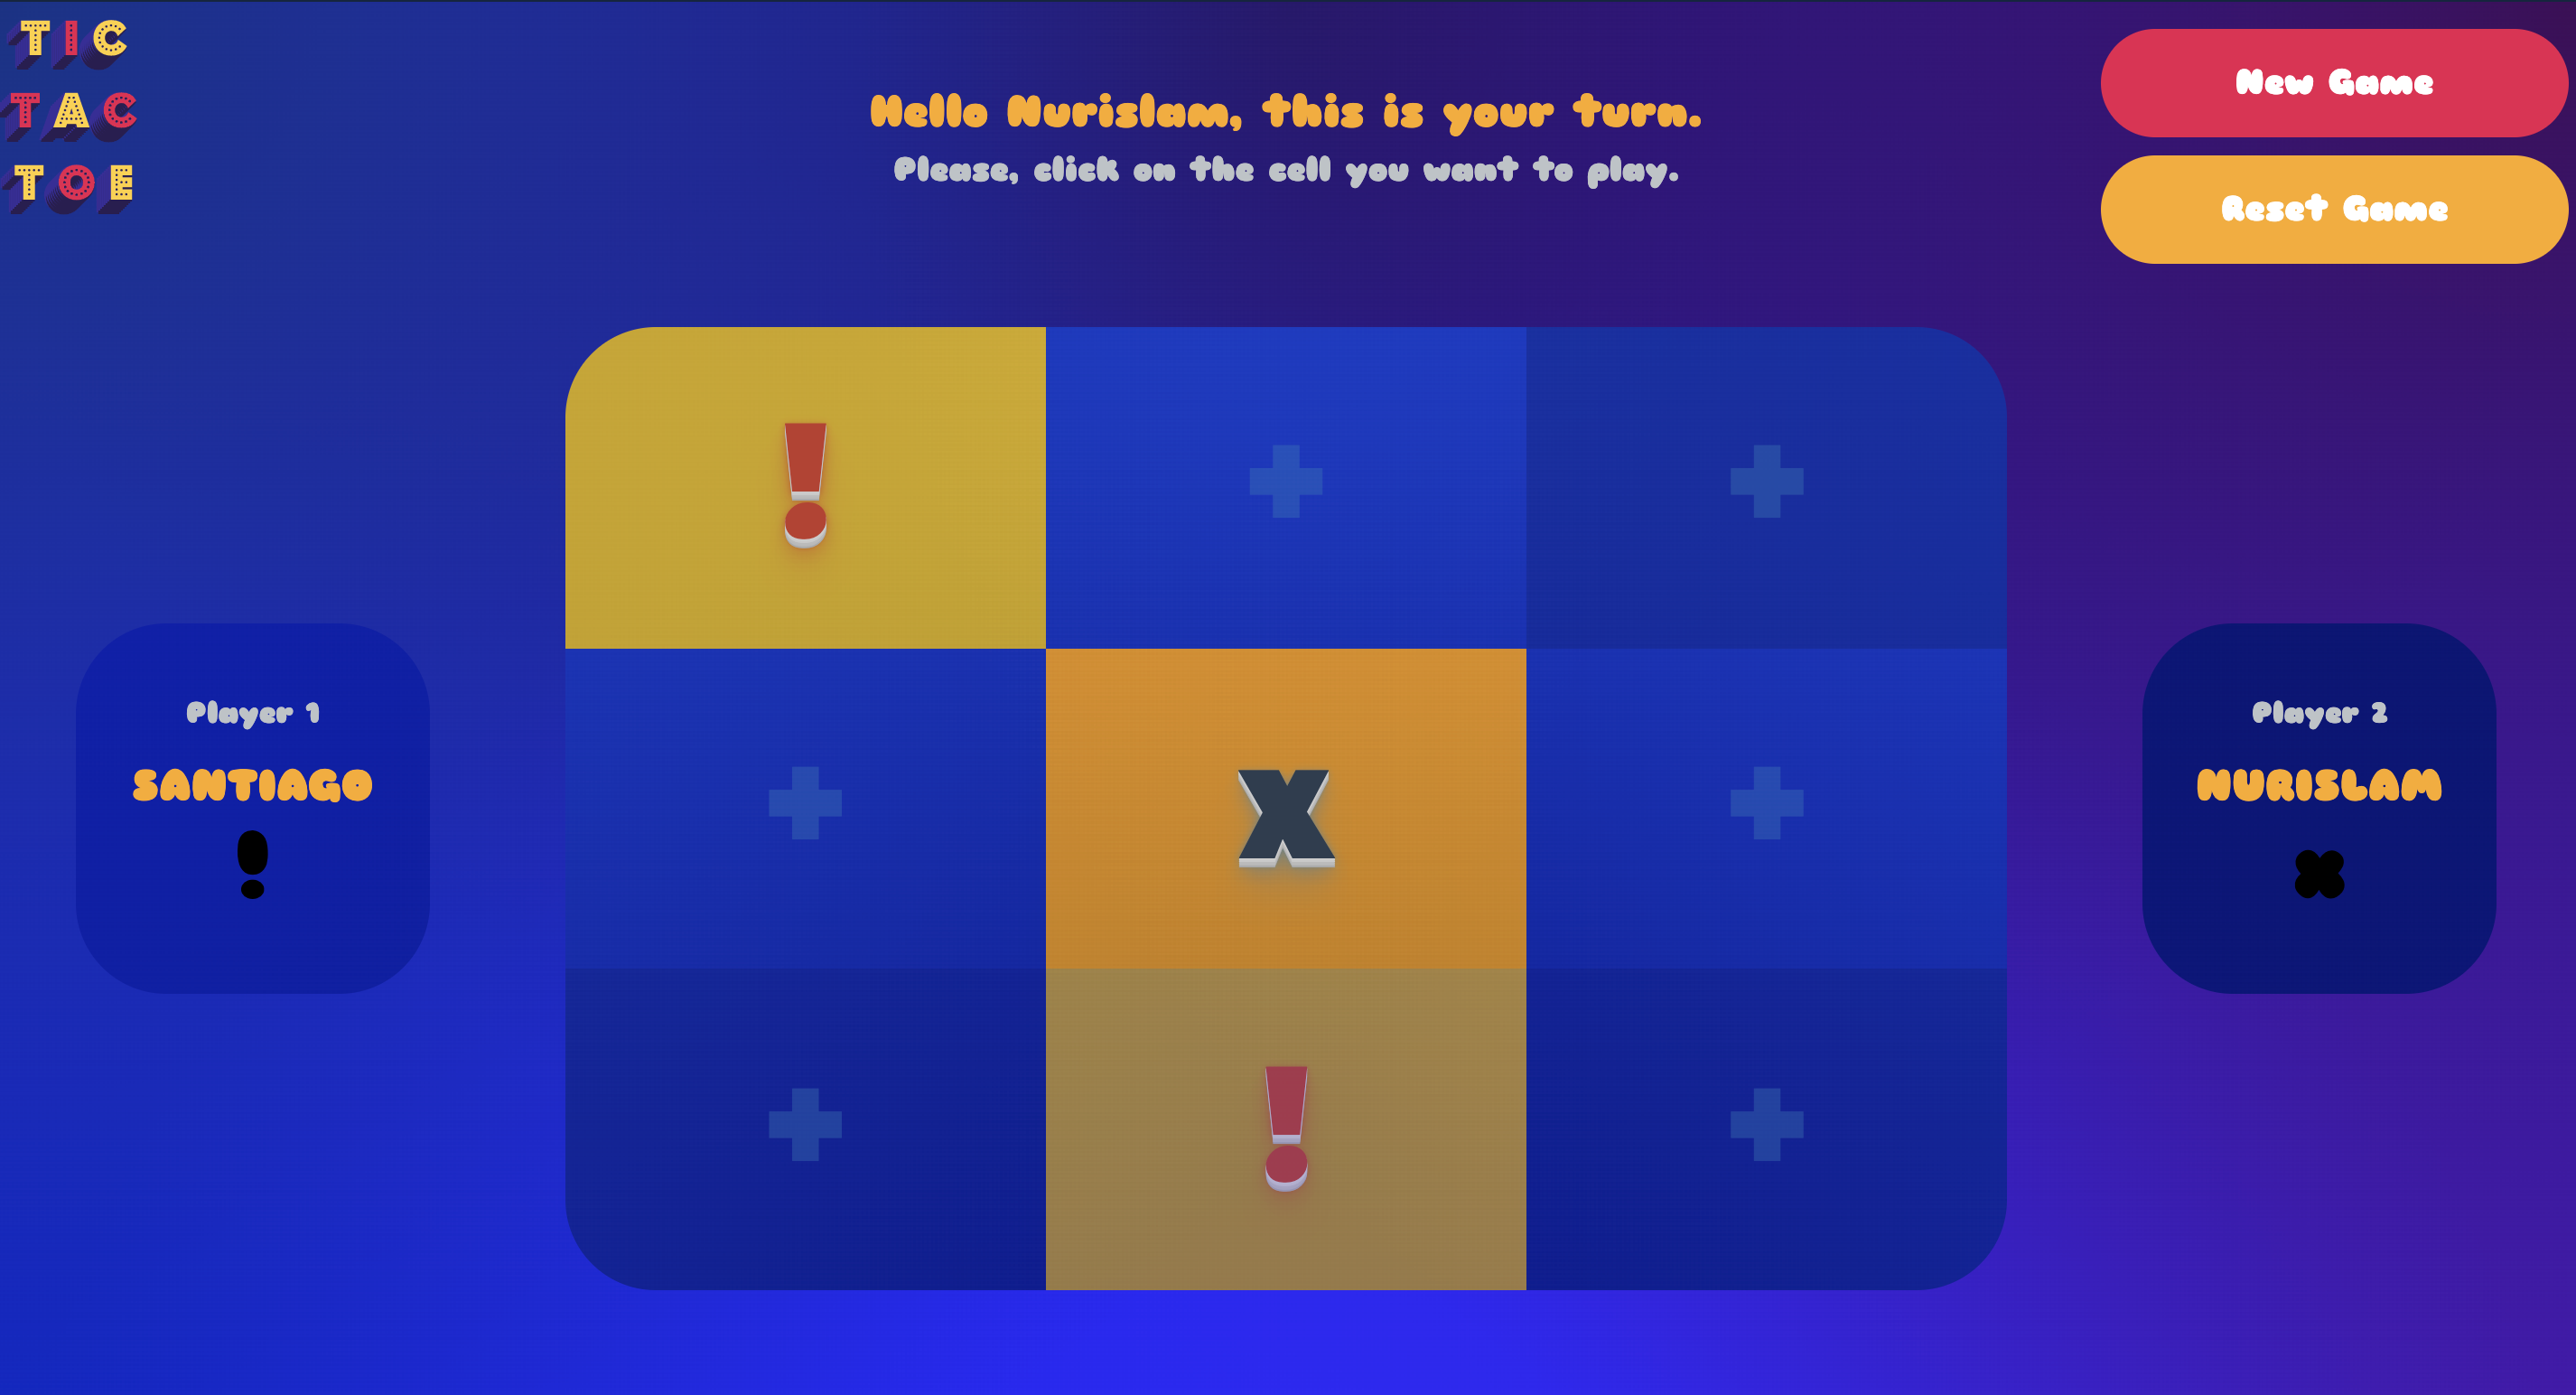 TIC
TAC
TOE
Hello Nurislam, this is your turn.
Please, click on the cell you want to play.
New Game
Reset Game
!
X
!
Player 1
SANTIAGO
!
Player 2
NURISLAM
x